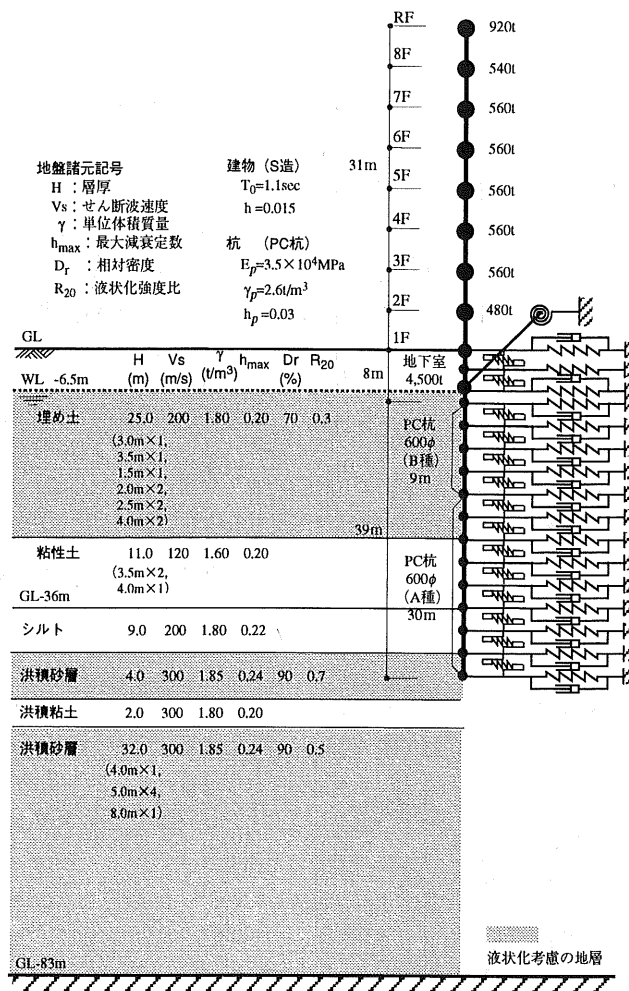 RF
920t
8F
540t
7F
560t
6F
560t
31m
5F
560t
4F
560t
3F
560t
2F
480t
1F
地盤諸元記号
H：層厚
Vs：せん断波速度
γ：単位体積質量
hmax：最大減衰定数
Dr：相対密度
R20：液状化強度比
建物（S造）
T0=1.1sec
h =0.015
杭 （PC杭）
Ep=3.5×10⁴MPa
γp=2.6t/m³
hp=0.03
GL
H Vs γ hmax Dr R20
(m) (m/s) (t/m³) (%)
WL -6.5m
8m
地下室
4,500t
埋め土 25.0 200 1.80 0.20 70 0.3
(3.0m×1,
3.5m×1,
1.5m×1,
2.0m×2,
2.5m×2,
4.0m×2)
PC杭
600φ
(B種)
9m
39m
粘性土 11.0 120 1.60 0.20
(3.5m×2,
4.0m×1)
GL-36m
PC杭
600φ
(A種)
30m
シルト 9.0 200 1.80 0.22
洪積砂層 4.0 300 1.85 0.24 90 0.7
洪積粘土 2.0 300 1.80 0.20
洪積砂層 32.0 300 1.85 0.24 90 0.5
(4.0m×1,
5.0m×4,
8.0m×1)
GL-83m
液状化考慮の地層